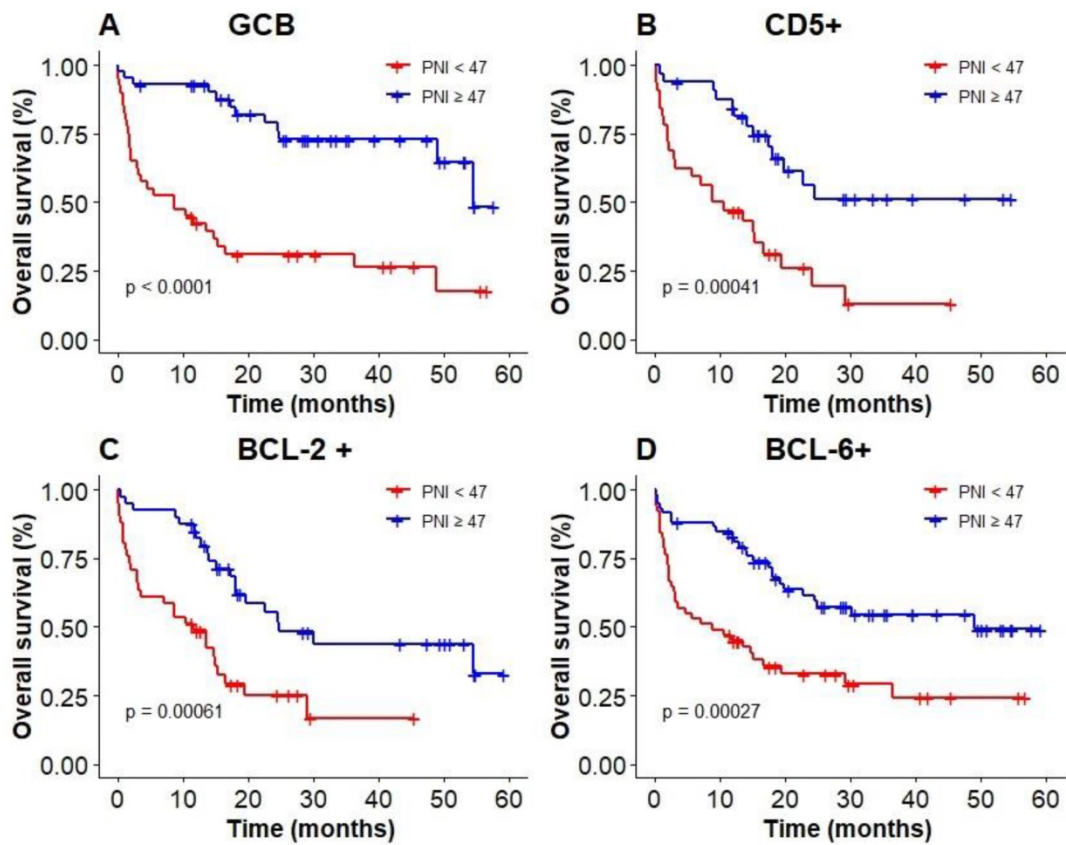 A GCB
Overall survival (%)
1.00
0.75
0.50
0.25
0.00
PNI < 47
PNI ≥ 47
p < 0.0001
0 10 20 30 40 50 60
Time (months)
B CD5+
Overall survival (%)
1.00
0.75
0.50
0.25
0.00
PNI < 47
PNI ≥ 47
p = 0.00041
0 10 20 30 40 50 60
Time (months)
C BCL-2 +
Overall survival (%)
1.00
0.75
0.50
0.25
0.00
PNI < 47
PNI ≥ 47
p = 0.00061
0 10 20 30 40 50 60
Time (months)
D BCL-6+
Overall survival (%)
1.00
0.75
0.50
0.25
0.00
PNI < 47
PNI ≥ 47
p = 0.00027
0 10 20 30 40 50 60
Time (months)